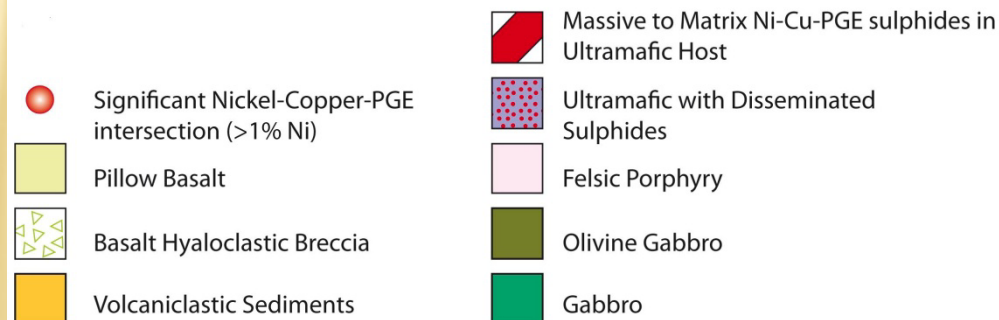 Significant Nickel-Copper-PGE
intersection (>1% Ni)
Pillow Basalt
Basalt Hyaloclastic Breccia
Volcaniclastic Sediments
Massive to Matrix Ni-Cu-PGE sulphides in
Ultramafic Host
Ultramafic with Disseminated
Sulphides
Felsic Porphyry
Olivine Gabbro
Gabbro